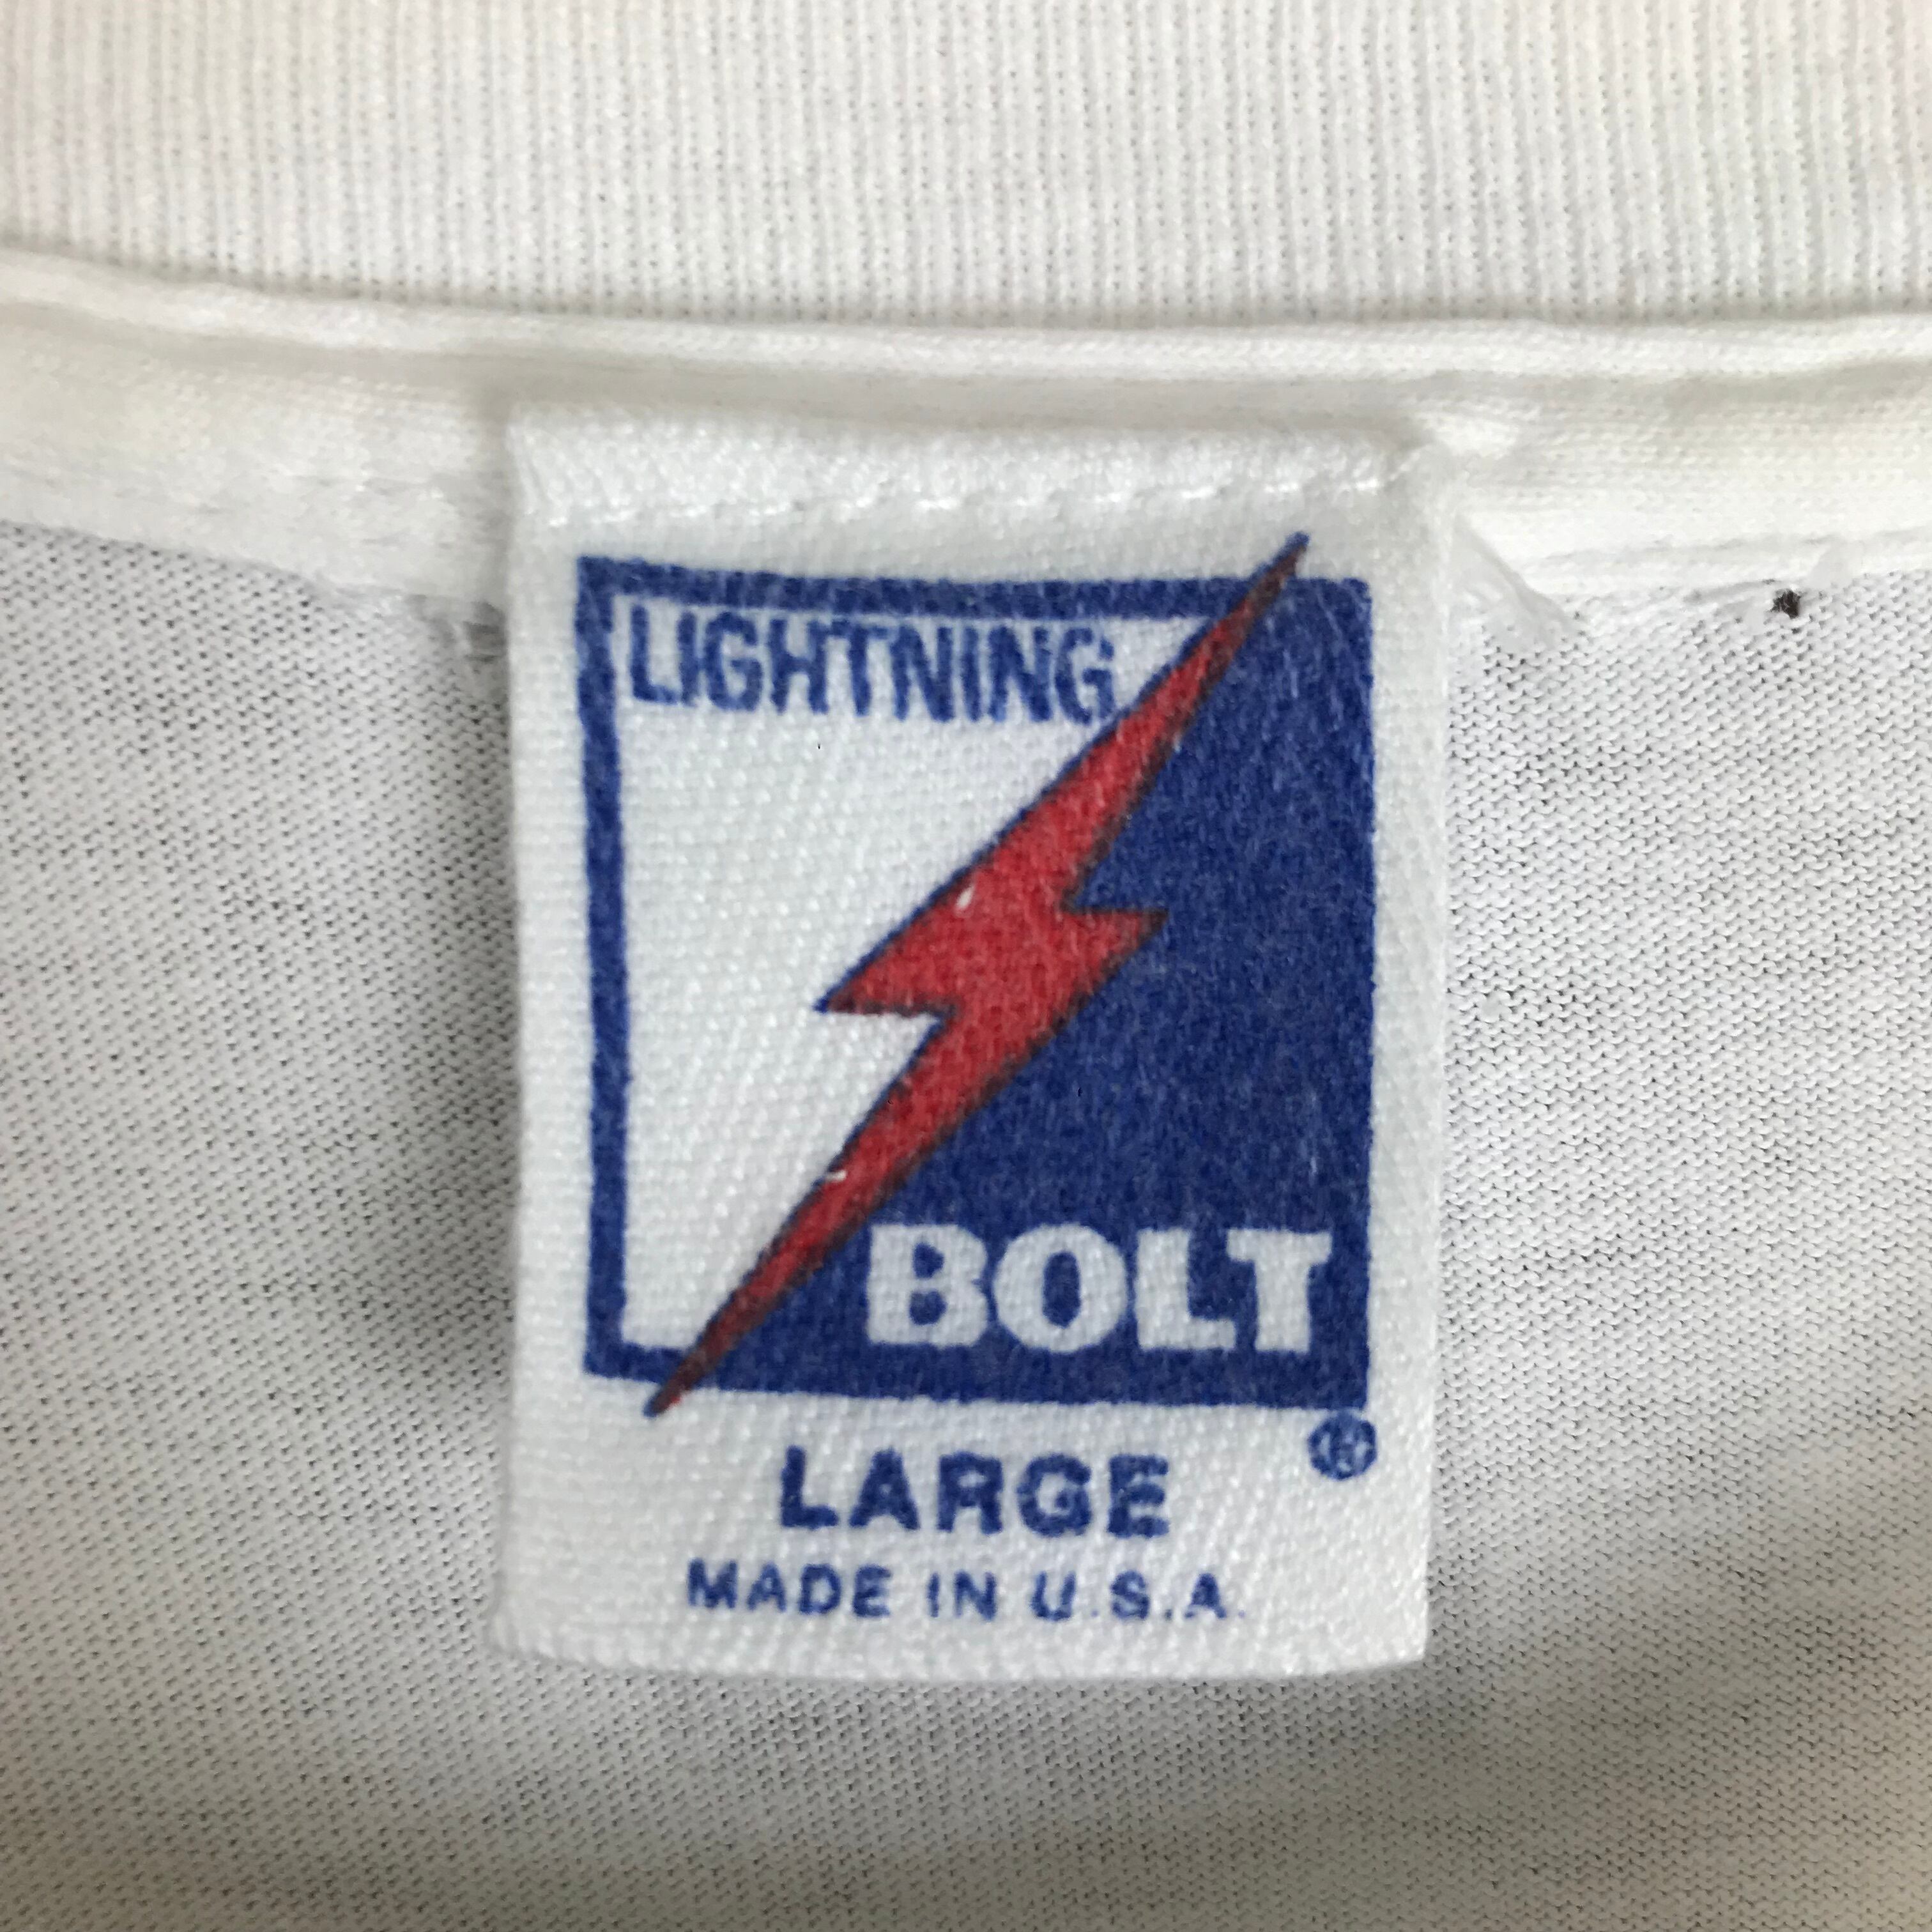 LIGHTNING
BOLT
®
LARGE
MADE IN U.S.A.